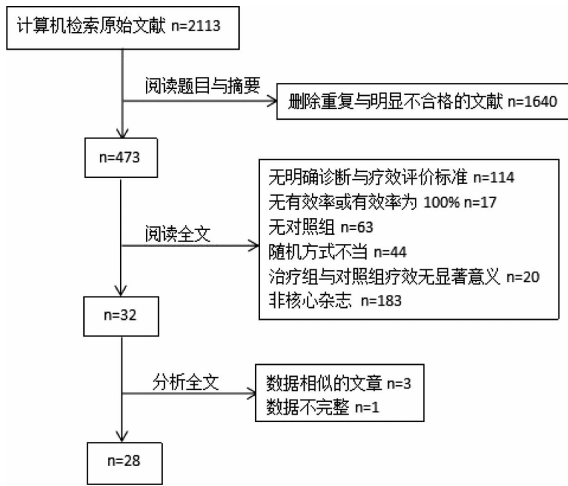 计算机检索原始文献 n=2113
阅读题目与摘要
删除重复与明显不合格的文献 n=1640
n=473
无明确诊断与疗效评价标准 n=114
无有效率或有效率为 100% n=17
无对照组 n=63
随机方式不当 n=44
治疗组与对照组疗效无显著意义 n=20
非核心杂志 n=183
阅读全文
n=32
分析全文
数据相似的文章 n=3
数据不完整 n=1
n=28